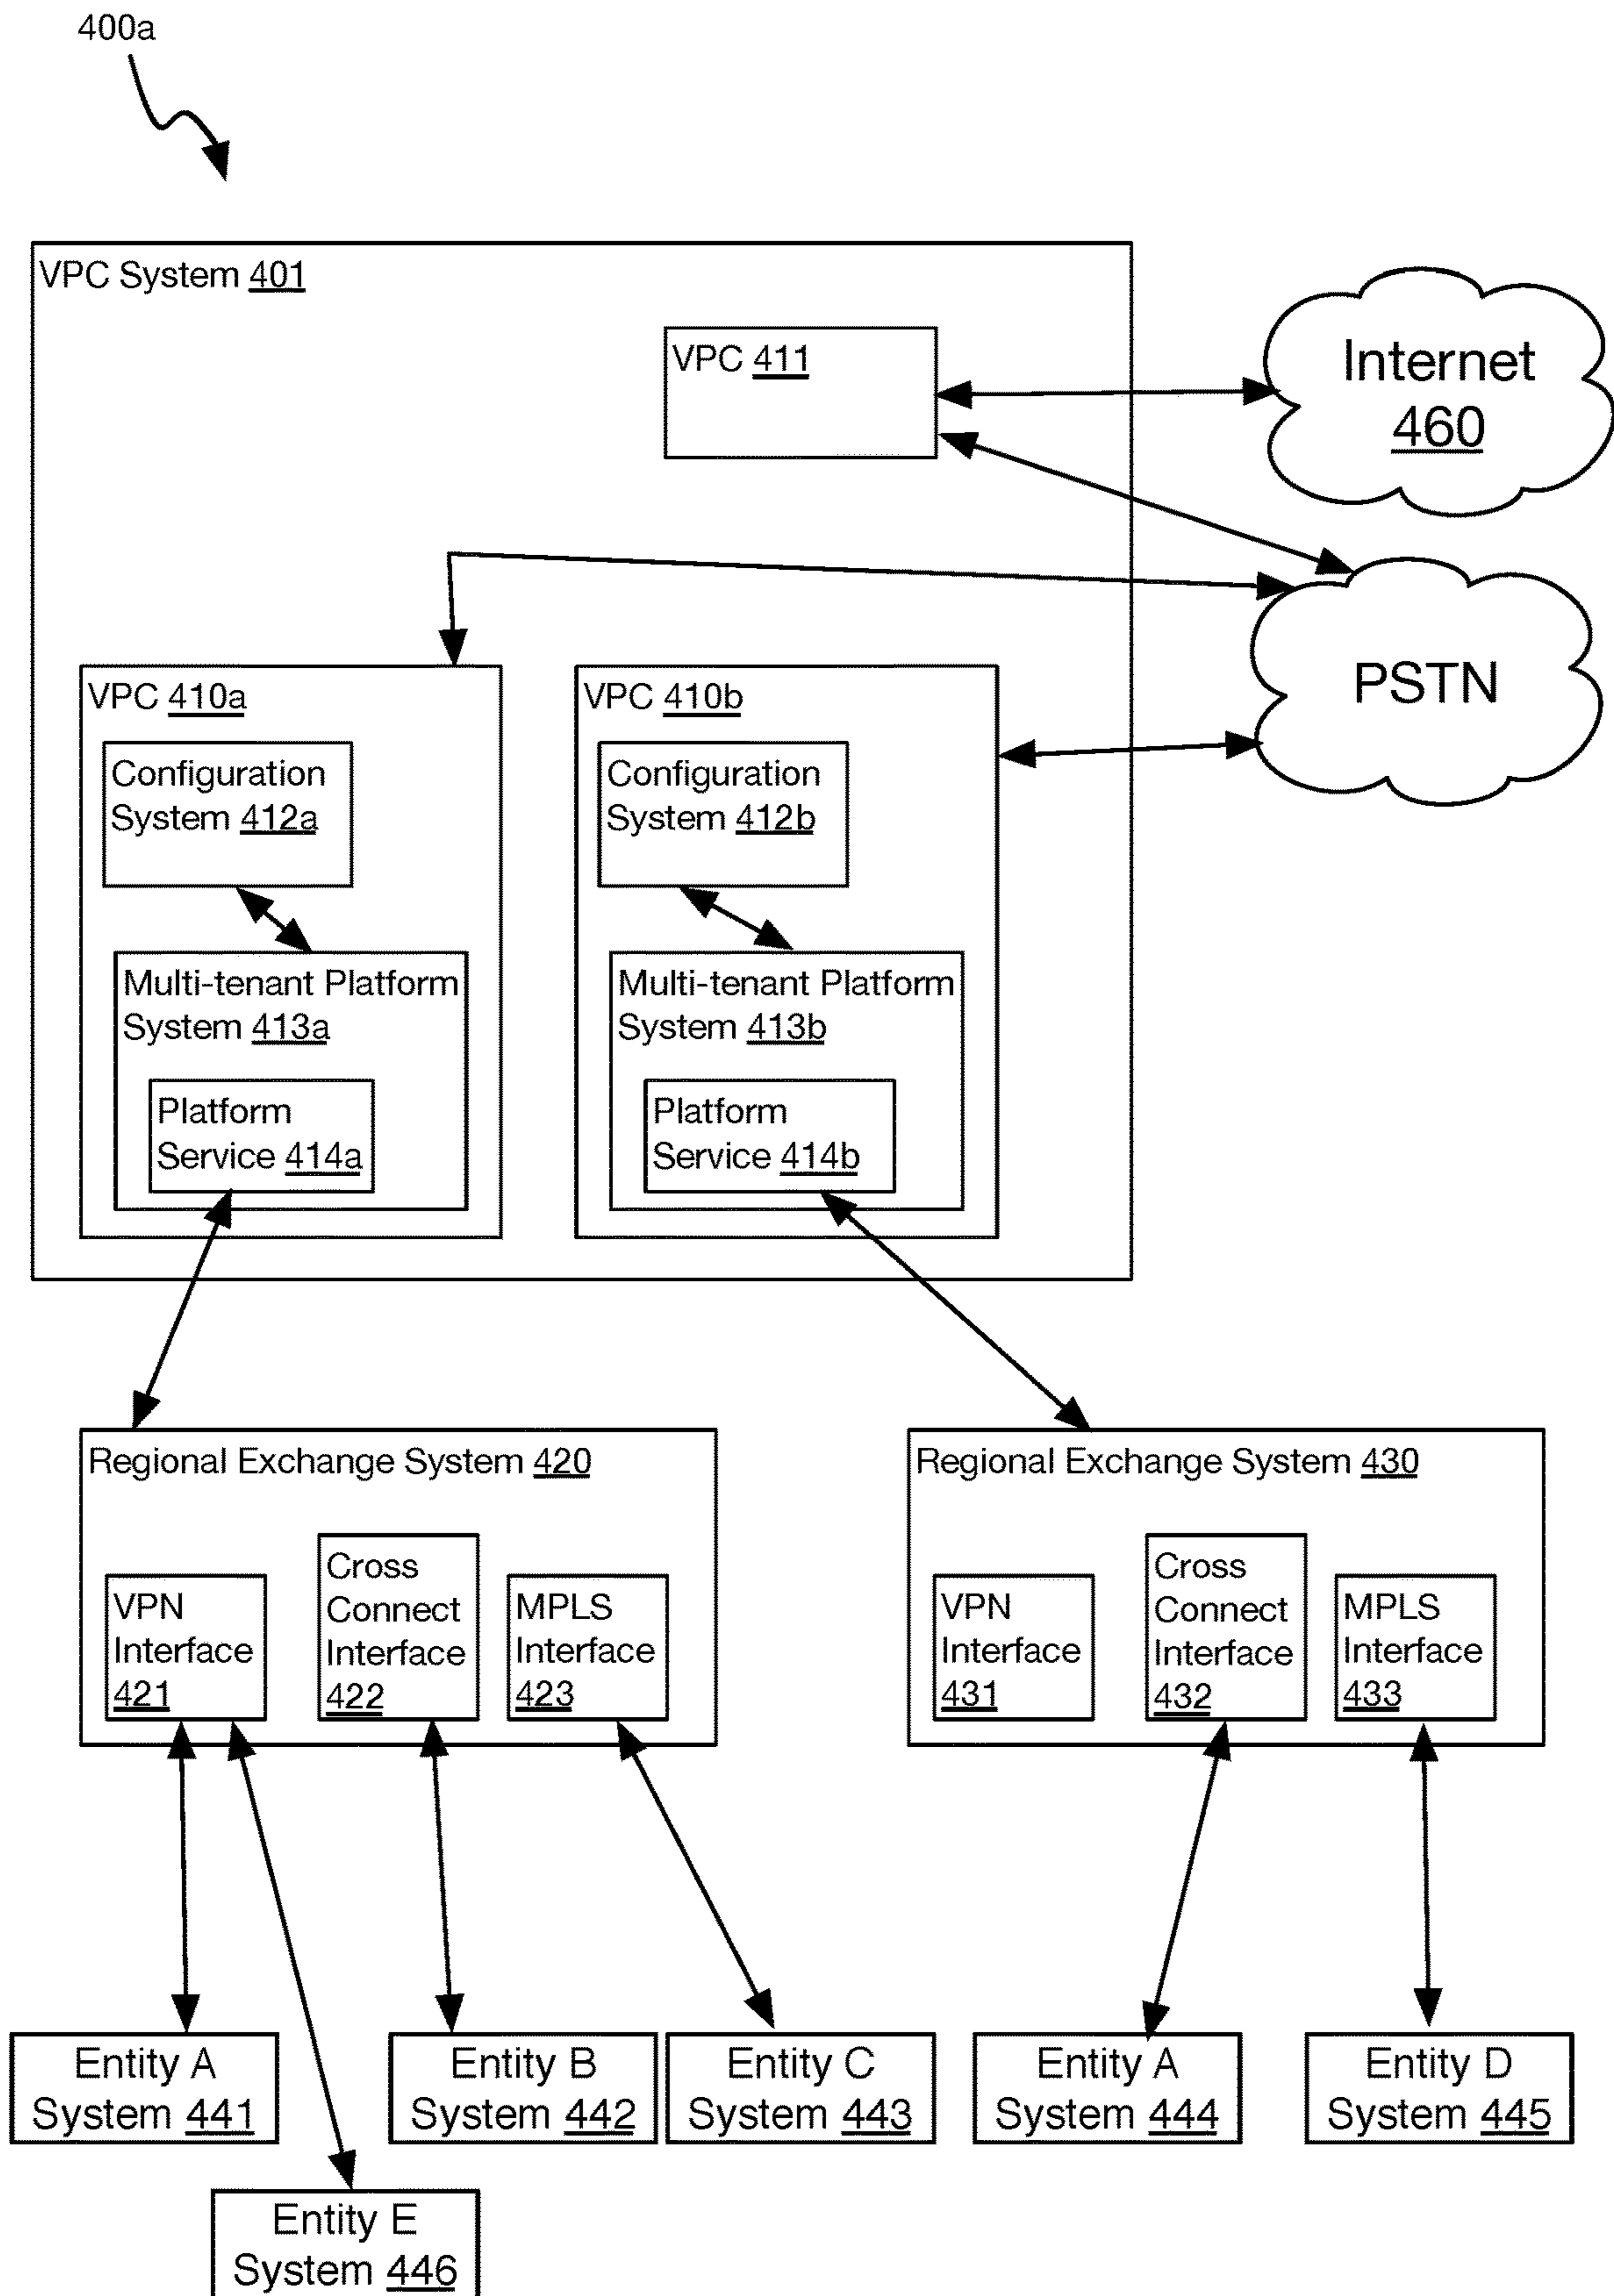 400a
VPC System 401
VPC 411
Internet
460
PSTN
VPC 410a
Configuration
System 412a
Multi-tenant Platform
System 413a
Platform
Service 414a
VPC 410b
Configuration
System 412b
Multi-tenant Platform
System 413b
Platform
Service 414b
Regional Exchange System 420
VPN
Interface
421
Cross
Connect
Interface
422
MPLS
Interface
423
Regional Exchange System 430
VPN
Interface
431
Cross
Connect
Interface
432
MPLS
Interface
433
Entity A
System 441
Entity B
System 442
Entity C
System 443
Entity A
System 444
Entity D
System 445
Entity E
System 446